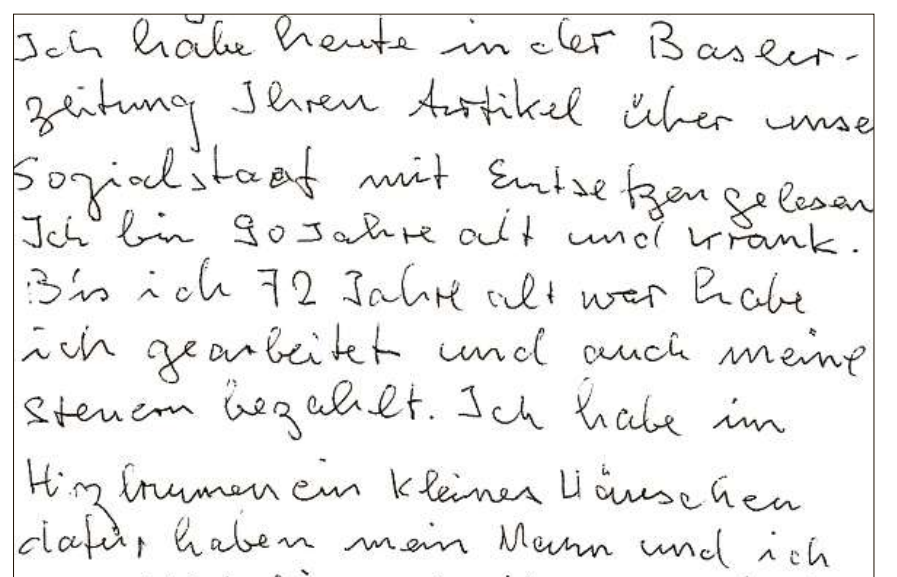 Ich habe heute in der Basler-
zeitung Ihren Artikel über unse
Sozialstaat mit Entsetzen gelesen
Ich bin 90 Jahre alt und krank.
Bis ich 72 Jahre alt war habe
ich gearbeitet und auch meine
Steuern bezahlt. Ich habe im
Hirzbrunnen ein kleines Häuschen
dafür, haben mein Mann und ich